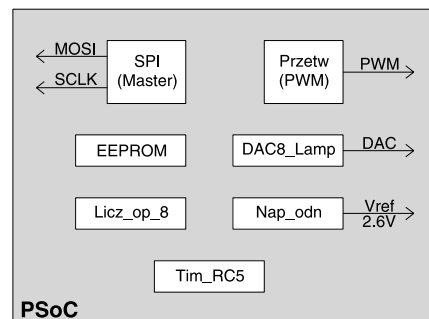 MOSI
SCLK
SPI
(Master)
Przetw
(PWM)
PWM
EEPROM
DAC8_Lamp
DAC
Licz_op_8
Nap_odn
Vref
2.6V
Tim_RC5
PSoC